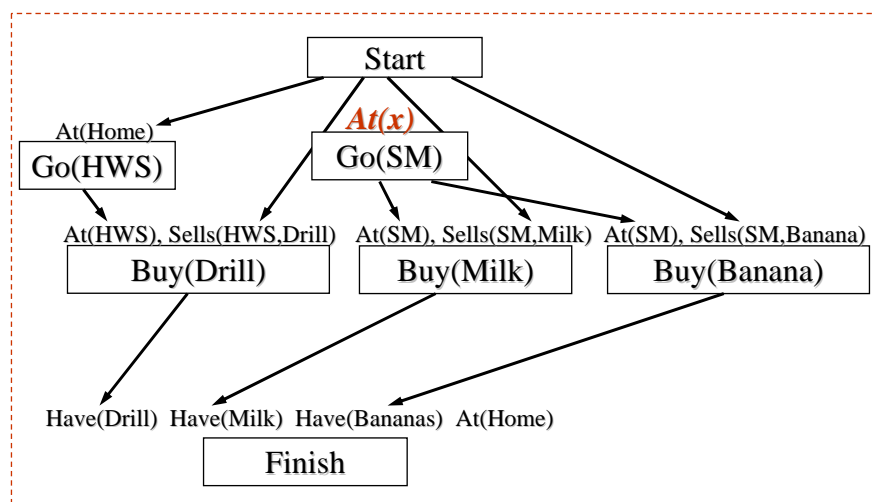 Start
At(x)
At(Home)
Go(HWS)
Go(SM)
At(HWS), Sells(HWS,Drill)
At(SM), Sells(SM,Milk)
At(SM), Sells(SM,Banana)
Buy(Drill)
Buy(Milk)
Buy(Banana)
Have(Drill) Have(Milk) Have(Bananas) At(Home)
Finish